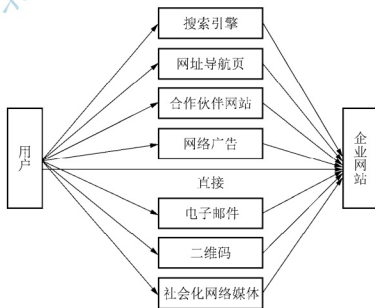 搜索引擎
网址导航页
合作伙伴网站
网络广告
用户
直接
企业网站
电子邮件
二维码
社会化网络媒体